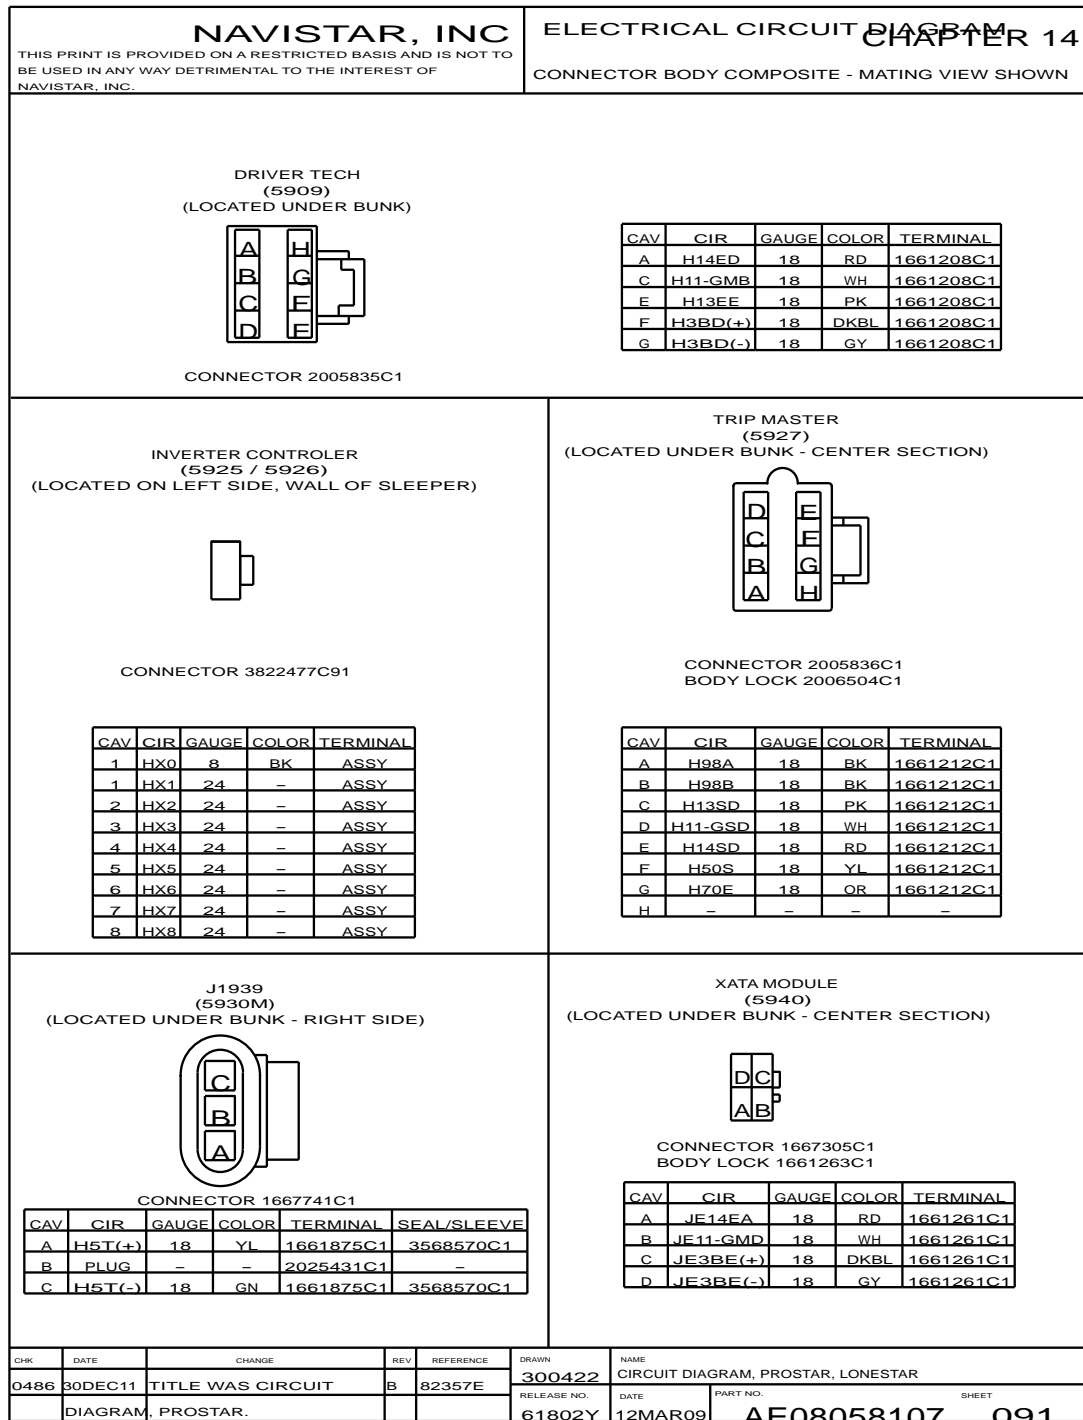 NAVISTAR, INC
THIS PRINT IS PROVIDED ON A RESTRICTED BASIS AND IS NOT TO
BE USED IN ANY WAY DETRIMENTAL TO THE INTEREST OF
NAVISTAR, INC.
ELECTRICAL CIRCUIT DIAGRAM
CHAPTER 14
CONNECTOR BODY COMPOSITE - MATING VIEW SHOWN
DRIVER TECH
(5909)
(LOCATED UNDER BUNK)
A H
B G
C F
D E
CONNECTOR 2005835C1
CAV CIR GAUGE COLOR TERMINAL
A H14ED 18 RD 1661208C1
C H11-GMB 18 WH 1661208C1
E H13EE 18 PK 1661208C1
F H3BD(+) 18 DKBL 1661208C1
G H3BD(-) 18 GY 1661208C1
INVERTER CONTROLER
(5925 / 5926)
(LOCATED ON LEFT SIDE, WALL OF SLEEPER)
CONNECTOR 3822477C91
CAV CIR GAUGE COLOR TERMINAL
1 HX0 8 BK ASSY
1 HX1 24 – ASSY
2 HX2 24 – ASSY
3 HX3 24 – ASSY
4 HX4 24 – ASSY
5 HX5 24 – ASSY
6 HX6 24 – ASSY
7 HX7 24 – ASSY
8 HX8 24 – ASSY
TRIP MASTER
(5927)
(LOCATED UNDER BUNK - CENTER SECTION)
D E
C F
B G
A H
CONNECTOR 2005836C1
BODY LOCK 2006504C1
CAV CIR GAUGE COLOR TERMINAL
A H98A 18 BK 1661212C1
B H98B 18 BK 1661212C1
C H13SD 18 PK 1661212C1
D H11-GSD 18 WH 1661212C1
E H14SD 18 RD 1661212C1
F H50S 18 YL 1661212C1
G H70E 18 OR 1661212C1
H – – – –
J1939
(5930M)
(LOCATED UNDER BUNK - RIGHT SIDE)
C
B
A
CONNECTOR 1667741C1
CAV CIR GAUGE COLOR TERMINAL SEAL/SLEEVE
A H5T(+) 18 YL 1661875C1 3568570C1
B PLUG – – 2025431C1 –
C H5T(-) 18 GN 1661875C1 3568570C1
XATA MODULE
(5940)
(LOCATED UNDER BUNK - CENTER SECTION)
D C
A B
CONNECTOR 1667305C1
BODY LOCK 1661263C1
CAV CIR GAUGE COLOR TERMINAL
A JE14EA 18 RD 1661261C1
B JE11-GMD 18 WH 1661261C1
C JE3BE(+) 18 DKBL 1661261C1
D JE3BE(-) 18 GY 1661261C1
CHK DATE CHANGE REV REFERENCE
0486 30DEC11 TITLE WAS CIRCUIT B 82357E
DIAGRAM, PROSTAR.
DRAWN
300422
NAME
CIRCUIT DIAGRAM, PROSTAR, LONESTAR
RELEASE NO. DATE PART NO. SHEET
61802Y 12MAR09 AE08058107 091